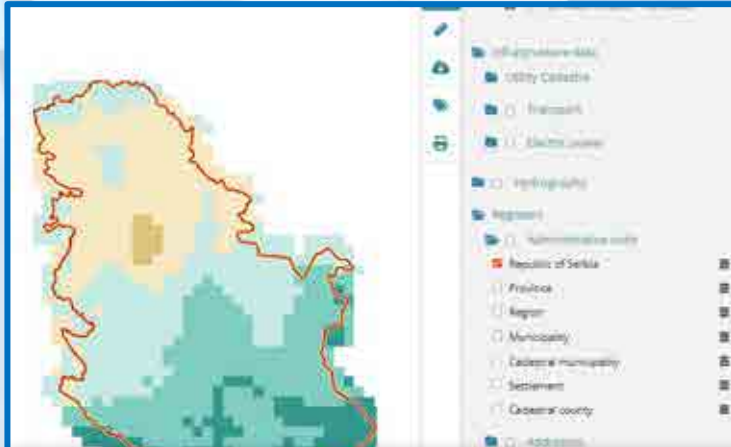 Infrastructure data
Utility Cadastre
Transport
Electric power
Hydrography
Registers
Administrative units
Republic of Serbia
Province
Region
Municipality
Cadastral municipality
Settlement
Cadastral county
Addresses